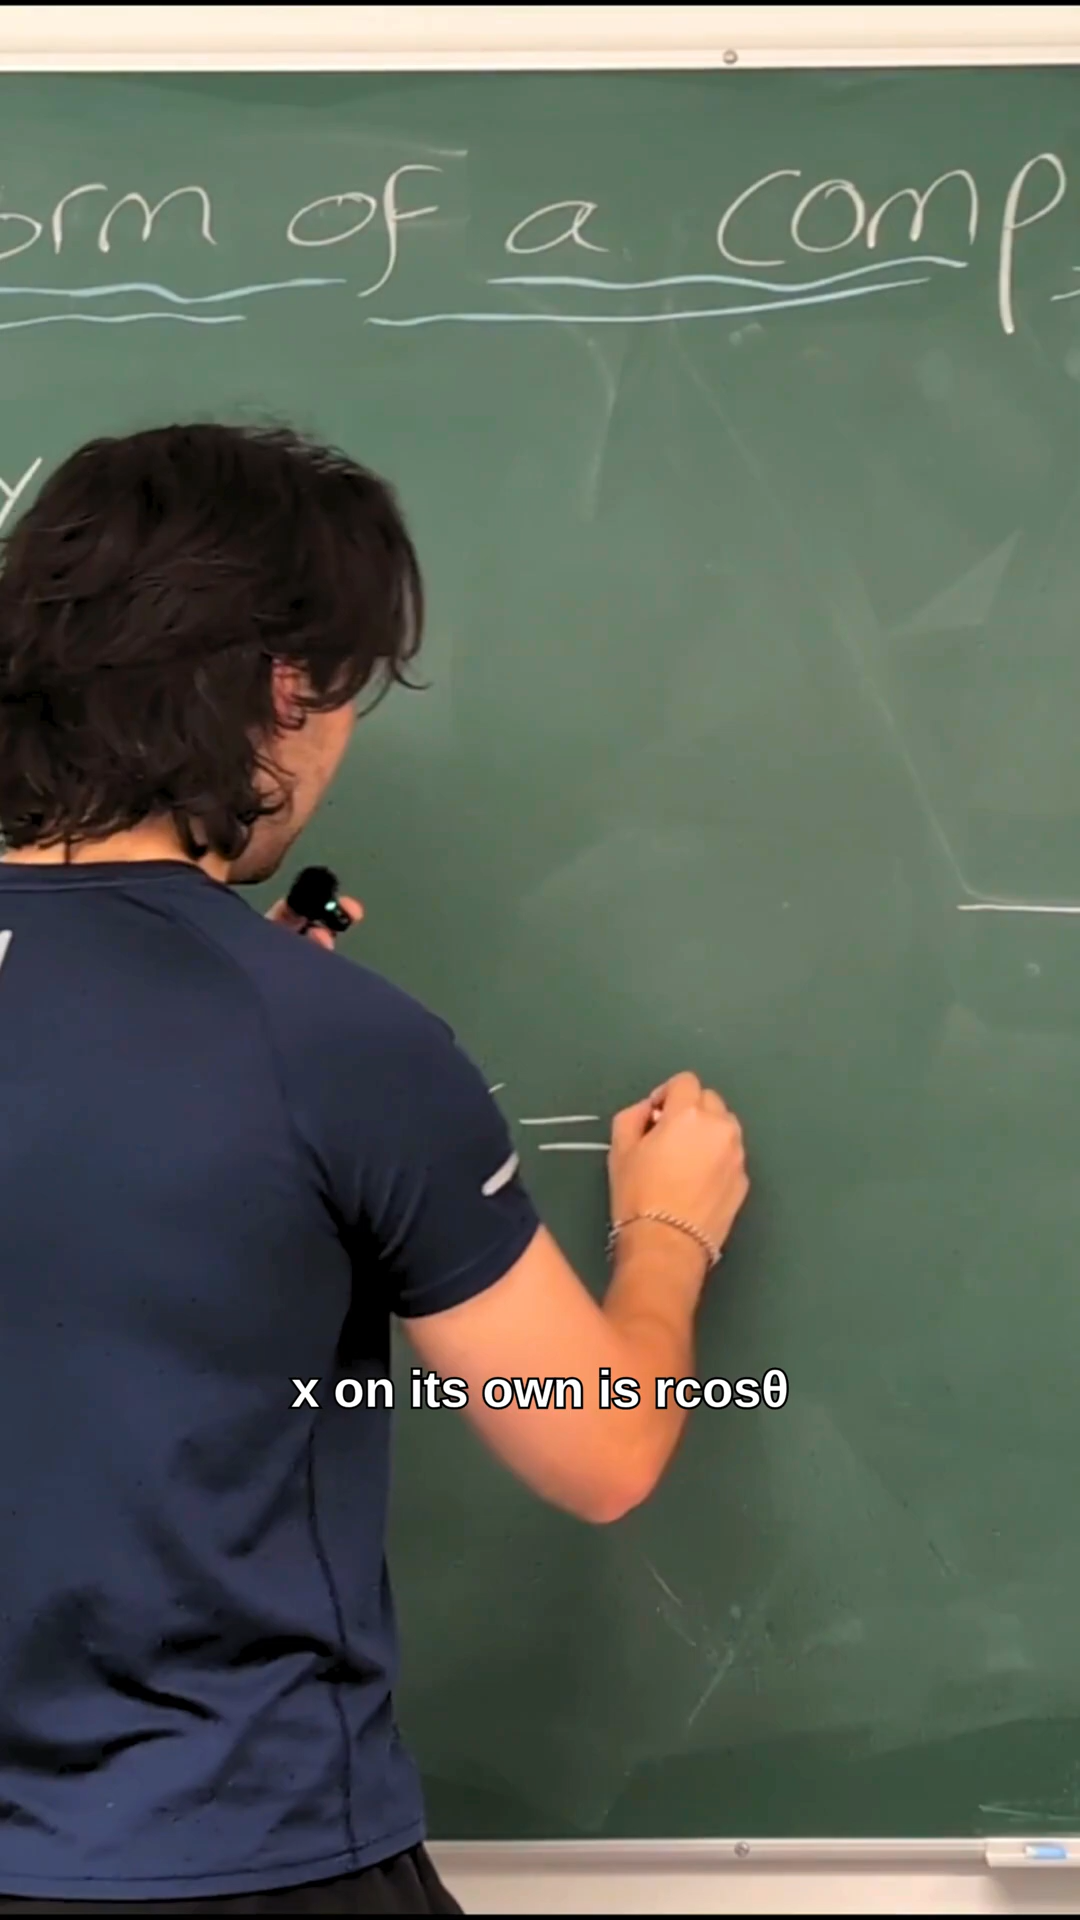 orm of a comp
y
=
x on its own is rcosθ